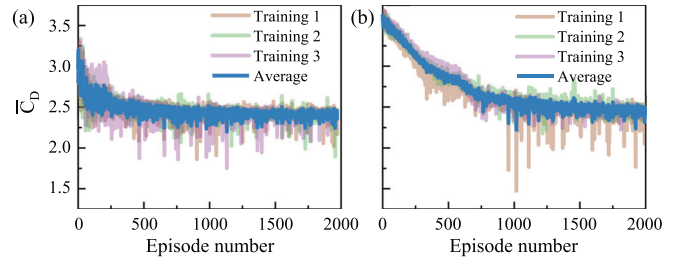 (a)
Training 1
Training 2
Training 3
Average
3.5
3.0
2.5
2.0
1.5
C̅_D
0 500 1000 1500 2000
Episode number
(b)
Training 1
Training 2
Training 3
Average
0 500 1000 1500 2000
Episode number